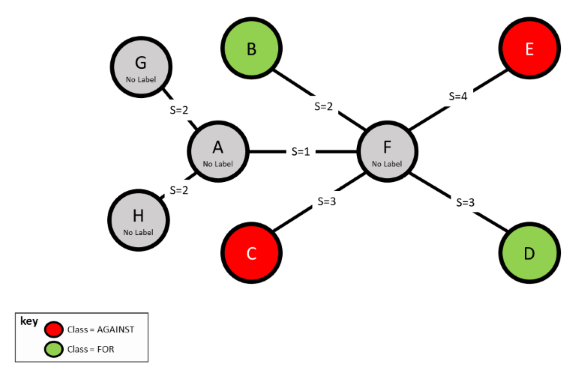 B
E
G
No Label
S=2
S=2
S=4
A
No Label
S=1
F
No Label
S=2
H
No Label
S=3
S=3
C
D
key
Class = AGAINST
Class = FOR